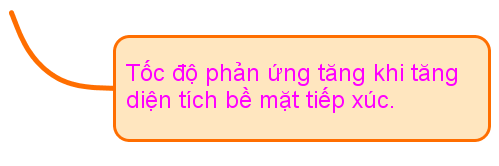 Tốc độ phản ứng tăng khi tăng
diện tích bề mặt tiếp xúc.